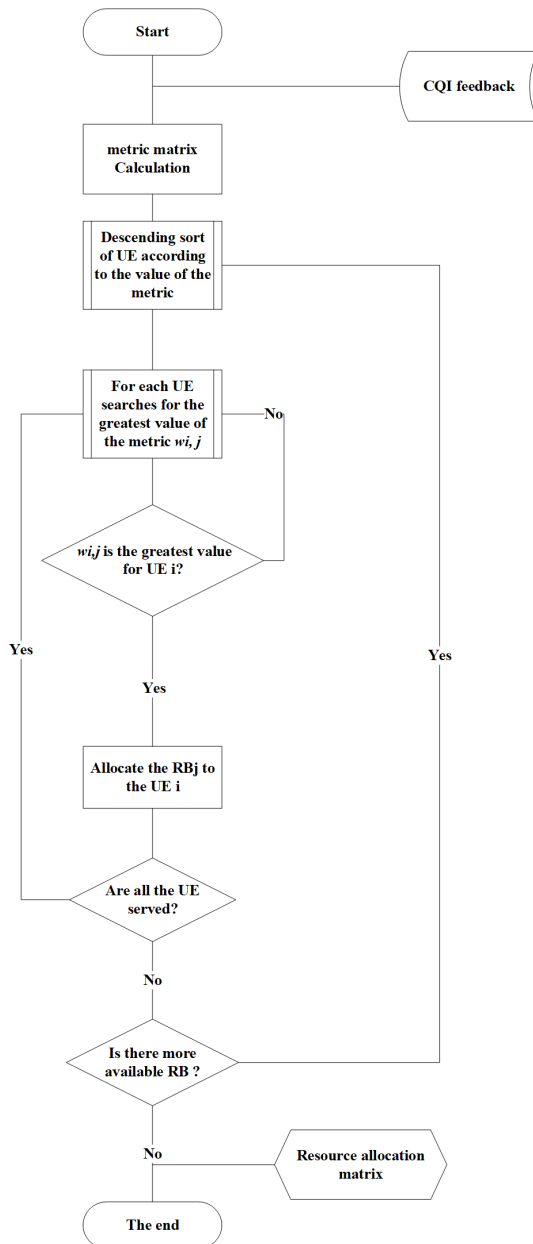 Start
CQI feedback
metric matrix
Calculation
Descending sort
of UE according
to the value of the
metric
For each UE
searches for the
greatest value of
the metric wi, j
No
wi,j is the greatest value
for UE i?
Yes
Yes
Yes
Allocate the RBj to
the UE i
Are all the UE
served?
No
Is there more
available RB ?
No
Resource allocation
matrix
The end